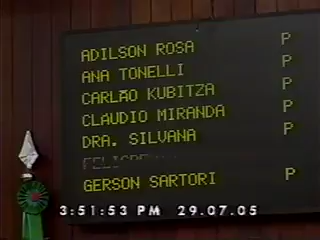 ADILSON ROSA P
ANA TONELLI P
CARLÃO KUBITZA P
CLAUDIO MIRANDA P
DRA. SILVANA P
GERSON SARTORI P
3:51:53 PM 29.07.05